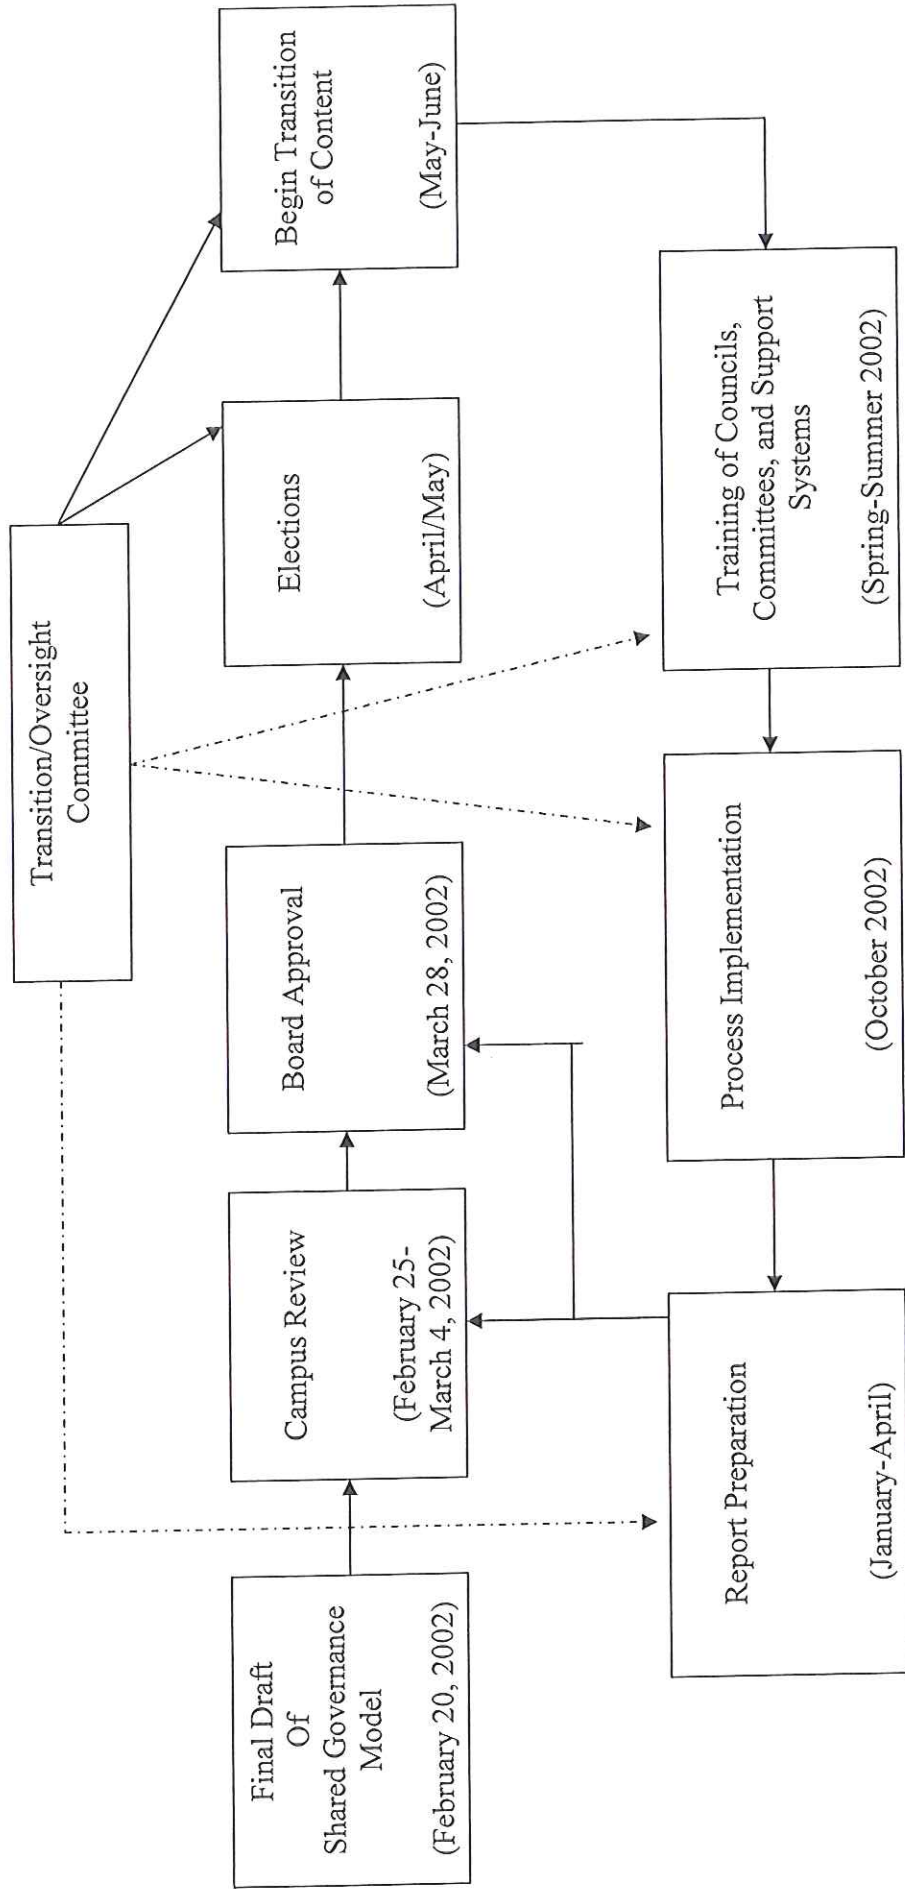 Transition/Oversight
Committee
Final Draft
Of
Shared Governance
Model
(February 20, 2002)
Campus Review
(February 25-
March 4, 2002)
Board Approval
(March 28, 2002)
Elections
(April/May)
Begin Transition
of Content
(May-June)
Report Preparation
(January-April)
Process Implementation
(October 2002)
Training of Councils,
Committees, and Support
Systems
(Spring-Summer 2002)